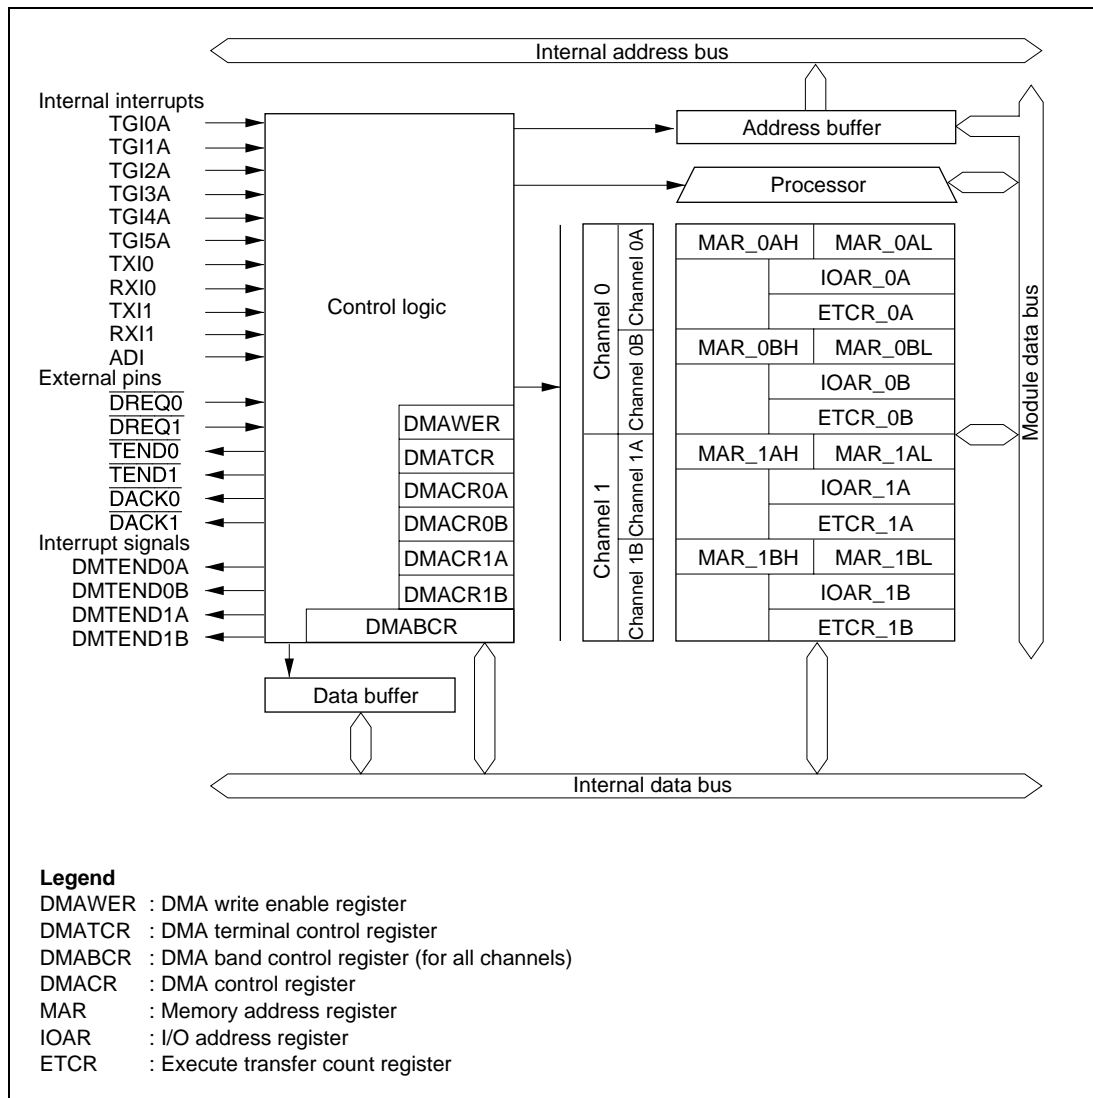 Internal address bus
Internal interrupts
TGI0A
TGI1A
TGI2A
TGI3A
TGI4A
TGI5A
TXI0
RXI0
TXI1
RXI1
ADI
External pins
DREQ0
DREQ1
TEND0
TEND1
DACK0
DACK1
Interrupt signals
DMTEND0A
DMTEND0B
DMTEND1A
DMTEND1B
Control logic
DMAWER
DMATCR
DMACR0A
DMACR0B
DMACR1A
DMACR1B
DMABCR
Data buffer
Address buffer
Processor
Channel 0
Channel 0A
Channel 0B
Channel 1
Channel 1A
Channel 1B
MAR_0AH MAR_0AL
IOAR_0A
ETCR_0A
MAR_0BH MAR_0BL
IOAR_0B
ETCR_0B
MAR_1AH MAR_1AL
IOAR_1A
ETCR_1A
MAR_1BH MAR_1BL
IOAR_1B
ETCR_1B
Module data bus
Internal data bus
Legend
DMAWER : DMA write enable register
DMATCR : DMA terminal control register
DMABCR : DMA band control register (for all channels)
DMACR : DMA control register
MAR : Memory address register
IOAR : I/O address register
ETCR : Execute transfer count register